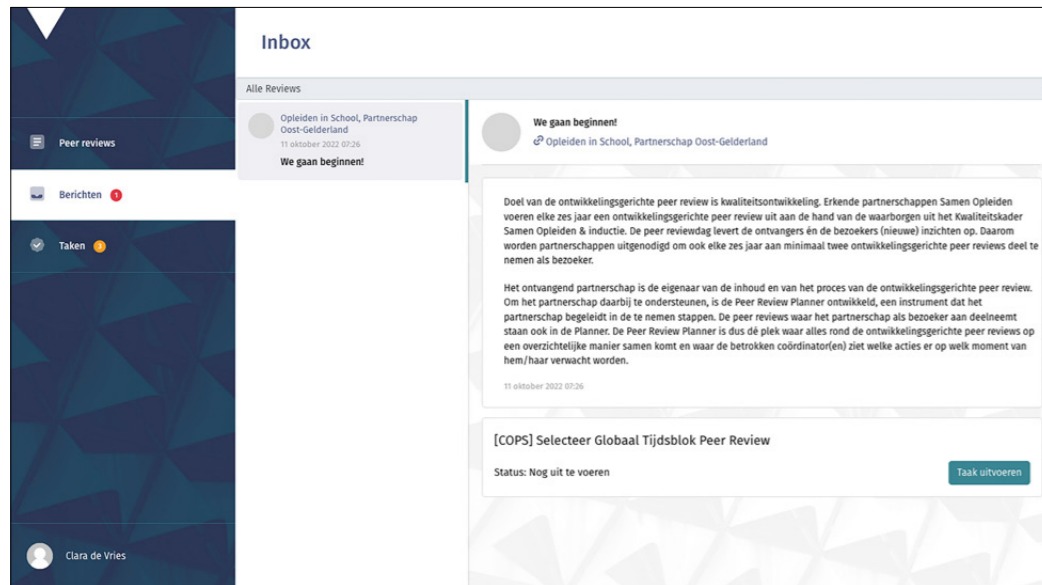 Inbox
Peer reviews
Berichten 1
Taken 3
Clara de Vries
Alle Reviews
Opleiden in School, Partnerschap
Oost-Gelderland
11 oktober 2022 07:26
We gaan beginnen!
We gaan beginnen!
Opleiden in School, Partnerschap Oost-Gelderland
Doel van de ontwikkelingsgerichte peer review is kwaliteitsontwikkeling. Erkende partnerschappen Samen Opleiden
voeren elke zes jaar een ontwikkelingsgerichte peer review uit aan de hand van de waarborgen uit het Kwaliteitskader
Samen Opleiden & inductie. De peer reviewdag levert de ontvangers én de bezoekers (nieuwe) inzichten op. Daarom
worden partnerschappen uitgenodigd om ook elke zes jaar aan minimaal twee ontwikkelingsgerichte peer reviews deel te
nemen als bezoeker.
Het ontvangend partnerschap is de eigenaar van de inhoud en van het proces van de ontwikkelingsgerichte peer review.
Om het partnerschap daarbij te ondersteunen, is de Peer Review Planner ontwikkeld, een instrument dat het
partnerschap begeleidt in de te nemen stappen. De peer reviews waar het partnerschap als bezoeker aan deelneemt
staan ook in de Planner. De Peer Review Planner is dus dé plek waar alles rond de ontwikkelingsgerichte peer reviews op
een overzichtelijke manier samen komt en waar de betrokken coördinator(en) ziet welke acties er op welk moment van
hem/haar verwacht worden.
11 oktober 2022 07:26
[COPS] Selecteer Globaal Tijdsblok Peer Review
Status: Nog uit te voeren
Taak uitvoeren